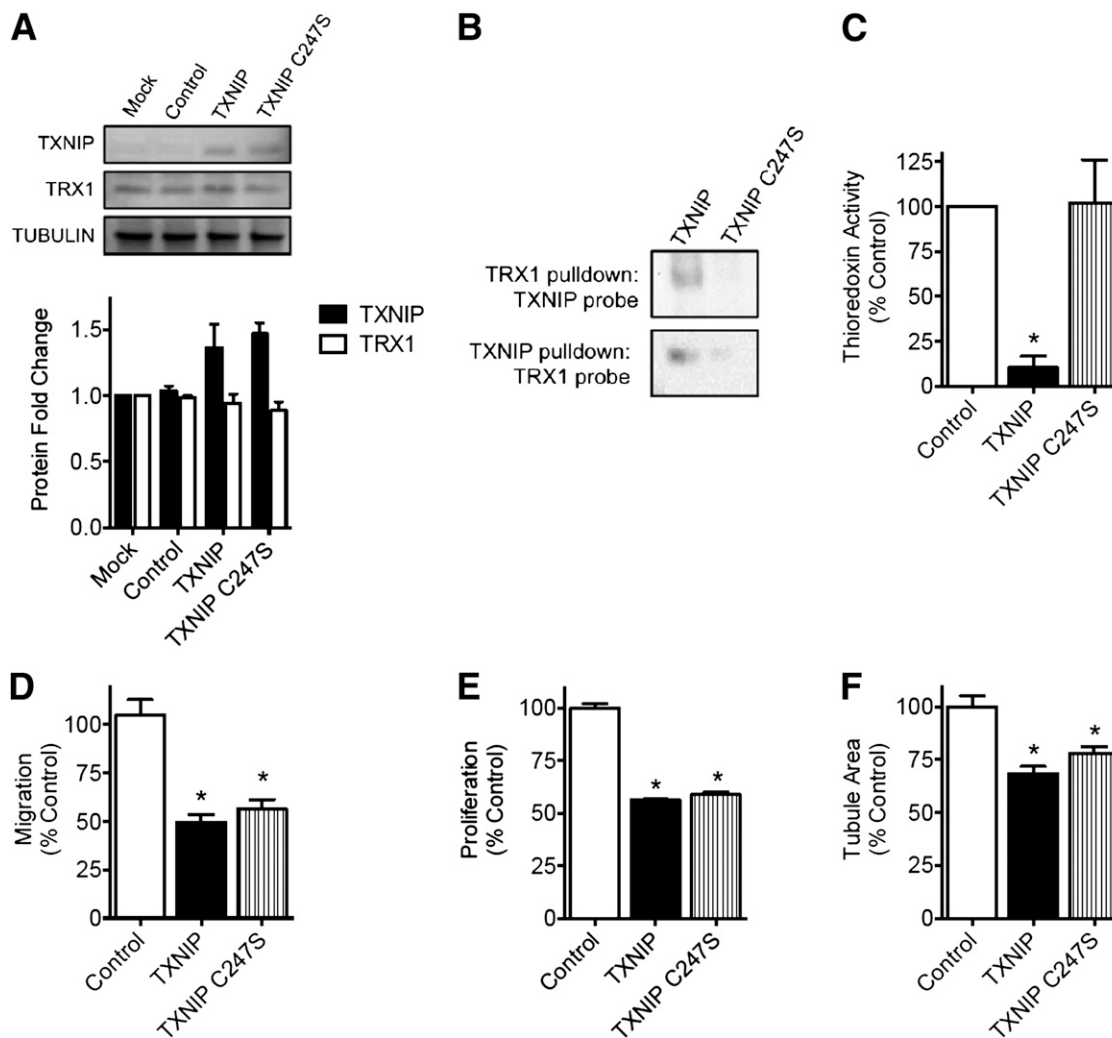 A
Mock
Control
TXNIP
TXNIP C247S
TXNIP
TRX1
TUBULIN
Protein Fold Change
1.5
1.0
0.5
0.0
Mock
Control
TXNIP
TXNIP C247S
TXNIP
TRX1
B
TXNIP
TXNIP C247S
TRX1 pulldown:
TXNIP probe
TXNIP pulldown:
TRX1 probe
C
Thioredoxin Activity
(% Control)
125
100
75
50
25
0
*
Control
TXNIP
TXNIP C247S
D
Migration
(% Control)
100
75
50
25
0
*
*
Control
TXNIP
TXNIP C247S
E
Proliferation
(% Control)
100
75
50
25
0
*
*
Control
TXNIP
TXNIP C247S
F
Tubule Area
(% Control)
100
75
50
25
0
*
*
Control
TXNIP
TXNIP C247S